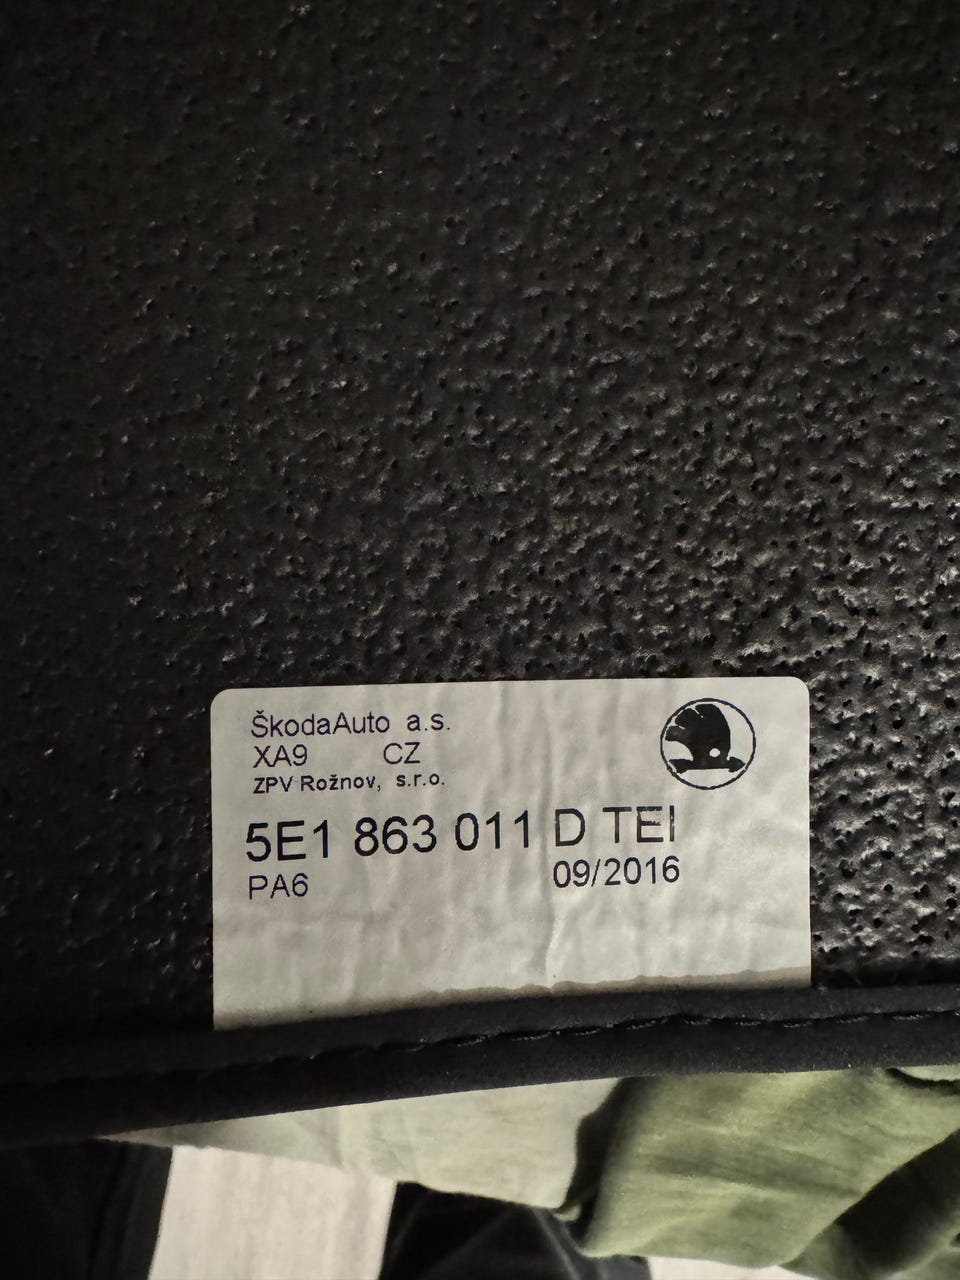 ŠkodaAuto a.s.
XA9 CZ
ZPV Rožnov, s.r.o.
5E1 863 011 D TEI
PA6 09/2016